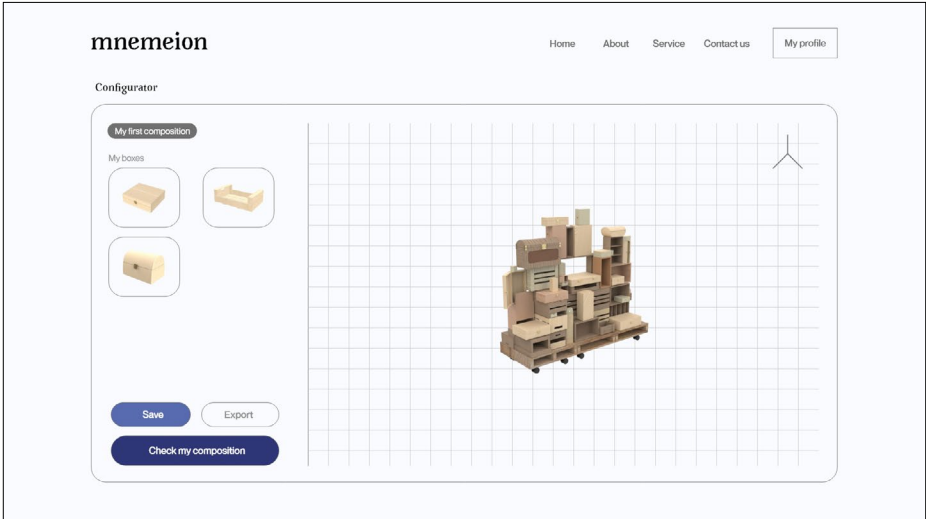 mnemeion
Home About Service Contact us My profile
Configurator
My first composition
My boxes
Save Export
Check my composition